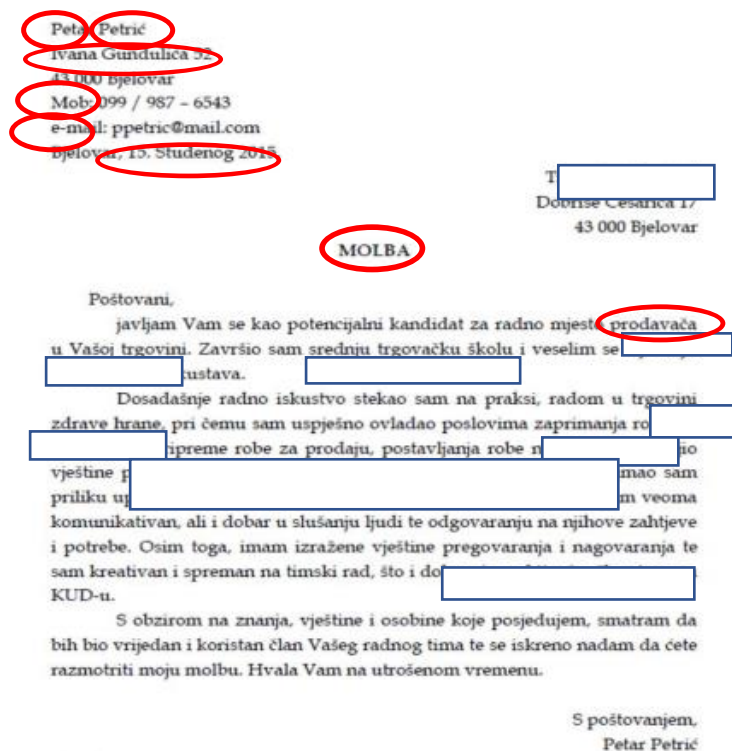 Petar Petrić
Ivana Gundulića 52
43 000 Bjelovar
Mob: 099 / 987 – 6543
e-mail: ppetric@mail.com
Bjelovar, 15. Studenog 2015.
Dobriše Cesarića 17
43 000 Bjelovar
MOLBA
Poštovani,
javljam Vam se kao potencijalni kandidat za radno mjesto prodavača
u Vašoj trgovini. Završio sam srednju trgovačku školu i veselim se
Dosadašnje radno iskustvo stekao sam na praksi, radom u trgovini
zdrave hrane, pri čemu sam uspješno ovladao poslovima zaprimanja
robe za prodaju, postavljanja robe
vještine sam
priliku veoma
komunikativan, ali i dobar u slušanju ljudi te odgovaranju na njihove zahtjeve
i potrebe. Osim toga, imam izražene vještine pregovaranja i nagovaranja te
sam kreativan i spreman na timski rad, što i
KUD-u.
S obzirom na znanja, vještine i osobine koje posjedujem, smatram da
bih bio vrijedan i koristan član Vašeg radnog tima te se iskreno nadam da ćete
razmotriti moju molbu. Hvala Vam na utrošenom vremenu.
S poštovanjem,
Petar Petrić